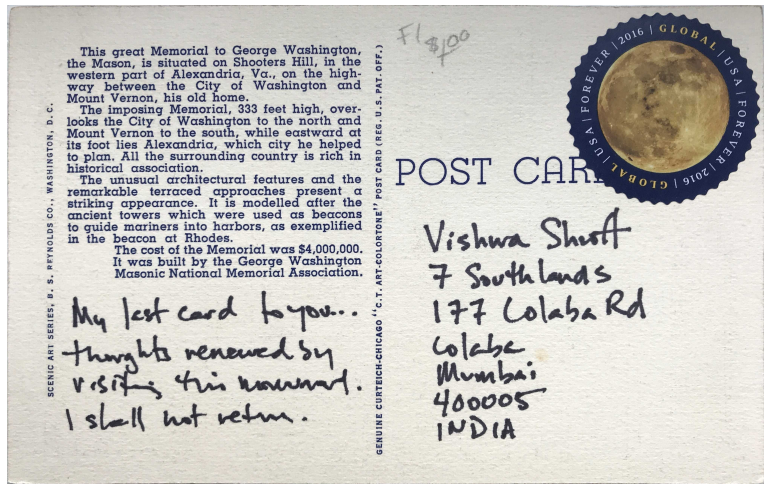 This great Memorial to George Washington,
the Mason, is situated on Shooters Hill, in the
western part of Alexandria, Va., on the high-
way between the City of Washington and
Mount Vernon, his old home.
The imposing Memorial, 333 feet high, over-
looks the City of Washington to the north and
Mount Vernon to the south, while eastward at
its foot lies Alexandria, which city he helped
to plan. All the surrounding country is rich in
historical association.
The unusual architectural features and the
remarkable terraced approaches present a
striking appearance. It is modelled after the
ancient towers which were used as beacons
to guide mariners into harbors, as exemplified
in the beacon at Rhodes.
The cost of the Memorial was $4,000,000.
It was built by the George Washington
Masonic National Memorial Association.
My last card to you...
thoughts renewed by
visiting this monument.
I shall not return.
SCENIC ART SERIES, B. S. REYNOLDS CO., WASHINGTON, D. C.
GENUINE CURTEICH-CHICAGO "C.T. ART-COLORTONE" POST CARD (REG. U.S. PAT. OFF.)
$1.00
GLOBAL | USA | FOREVER | 2016 | GLOBAL | USA | FOREVER | 2016 |
POST CAR
Vishwa Shroff
7 Southlands
177 Colaba Rd
Colaba
Mumbai
400005
INDIA